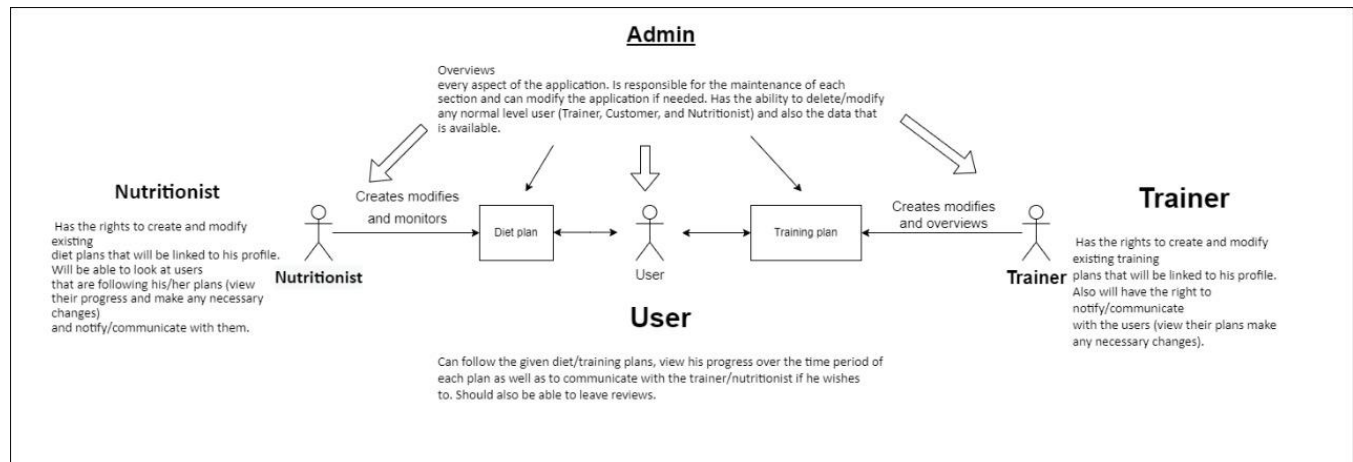 Admin
Overviews
every aspect of the application. Is responsible for the maintenance of each
section and can modify the application if needed. Has the ability to delete/modify
any normal level user (Trainer, Customer, and Nutritionist) and also the data that
is available.
Nutritionist
Has the rights to create and modify
existing
diet plans that will be linked to his profile.
Will be able to look at users
that are following his/her plans (view
their progress and make any necessary
changes)
and notify/communicate with them.
Nutritionist
Creates modifies
and monitors
Diet plan
User
Training plan
Creates modifies
and overviews
Trainer
Trainer
Has the rights to create and modify
existing training
plans that will be linked to his profile.
Also will have the right to
notify/communicate
with the users (view their plans make
any necessary changes).
User
Can follow the given diet/training plans, view his progress over the time period of
each plan as well as to communicate with the trainer/nutritionist if he wishes
to. Should also be able to leave reviews.